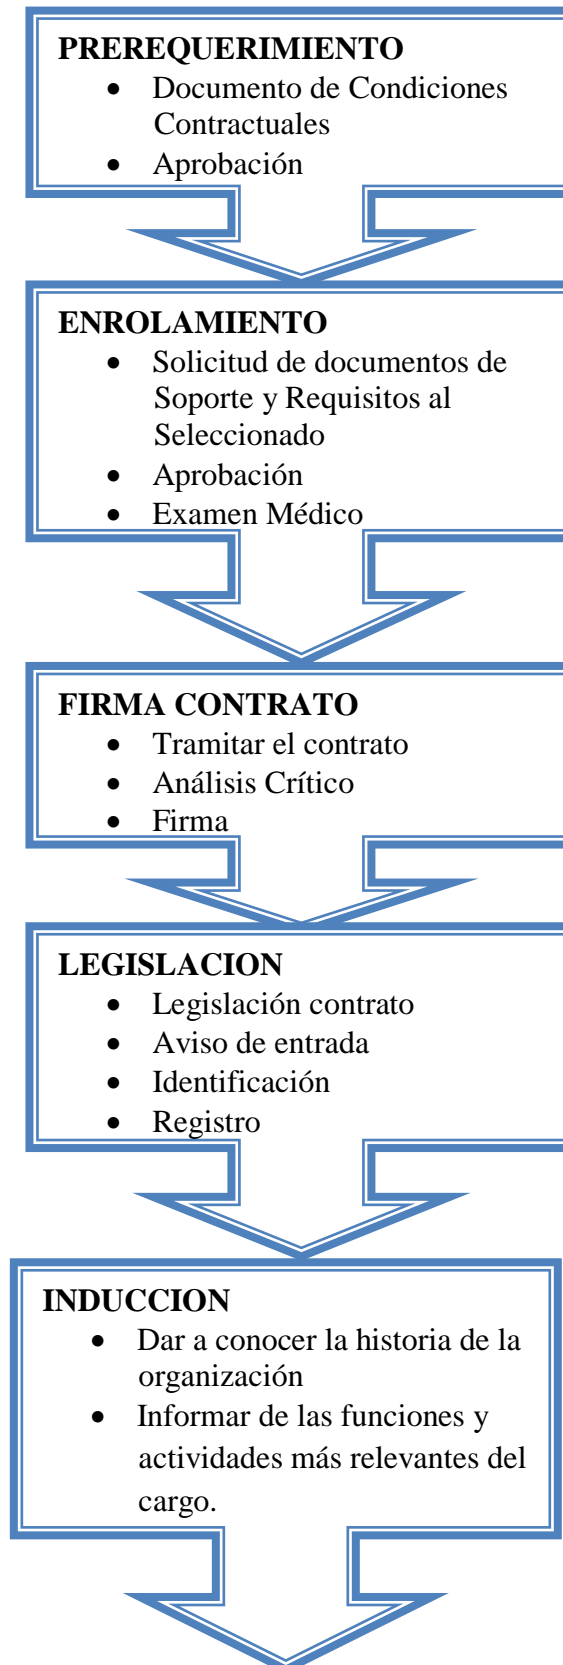 PREREQUERIMIENTO
• Documento de Condiciones
Contractuales
• Aprobación
ENROLAMIENTO
• Solicitud de documentos de
Soporte y Requisitos al
Seleccionado
• Aprobación
• Examen Médico
FIRMA CONTRATO
• Tramitar el contrato
• Análisis Crítico
• Firma
LEGISLACION
• Legislación contrato
• Aviso de entrada
• Identificación
• Registro
INDUCCION
• Dar a conocer la historia de la
organización
• Informar de las funciones y
actividades más relevantes del
cargo.